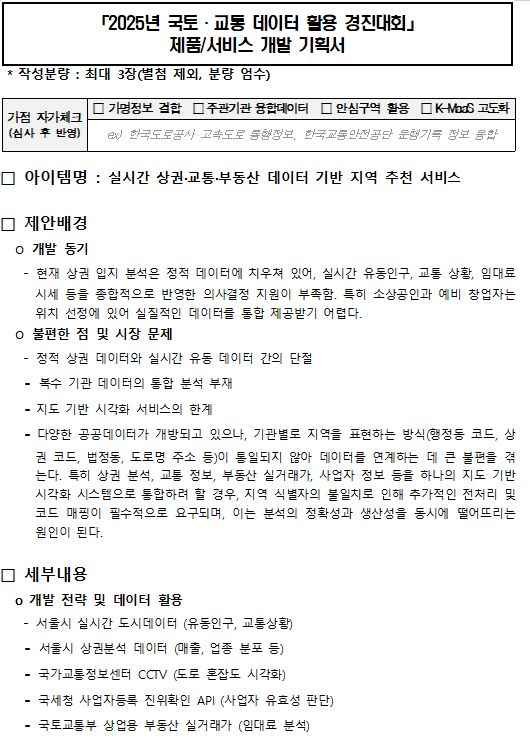 「2025년 국토·교통 데이터 활용 경진대회」
제품/서비스 개발 기획서
* 작성분량 : 최대 3장(별첨 제외, 분량 엄수)
가점 자가체크
(심사 후 반영)
□ 가명정보 결합 □ 주관기관 융합데이터 □ 안심구역 활용 □ K-MaaS 고도화
ex) 한국도로공사 고속도로 통행정보, 한국교통안전공단 운행기록 정보 융합
□ 아이템명 : 실시간 상권·교통·부동산 데이터 기반 지역 추천 서비스
□ 제안배경
o 개발 동기
- 현재 상권 입지 분석은 정적 데이터에 치우쳐 있어, 실시간 유동인구, 교통 상황, 임대료
시세 등을 종합적으로 반영한 의사결정 지원이 부족함. 특히 소상공인과 예비 창업자는
위치 선정에 있어 실질적인 데이터를 통합 제공받기 어렵다.
o 불편한 점 및 시장 문제
- 정적 상권 데이터와 실시간 유동 데이터 간의 단절
- 복수 기관 데이터의 통합 분석 부재
- 지도 기반 시각화 서비스의 한계
- 다양한 공공데이터가 개방되고 있으나, 기관별로 지역을 표현하는 방식(행정동 코드, 상
권 코드, 법정동, 도로명 주소 등)이 통일되지 않아 데이터를 연계하는 데 큰 불편을 겪
는다. 특히 상권 분석, 교통 정보, 부동산 실거래가, 사업자 정보 등을 하나의 지도 기반
시각화 시스템으로 통합하려 할 경우, 지역 식별자의 불일치로 인해 추가적인 전처리 및
코드 매핑이 필수적으로 요구되며, 이는 분석의 정확성과 생산성을 동시에 떨어뜨리는
원인이 된다.
□ 세부내용
o 개발 전략 및 데이터 활용
- 서울시 실시간 도시데이터 (유동인구, 교통상황)
- 서울시 상권분석 데이터 (매출, 업종 분포 등)
- 국가교통정보센터 CCTV (도로 혼잡도 시각화)
- 국세청 사업자등록 진위확인 API (사업자 유효성 판단)
- 국토교통부 상업용 부동산 실거래가 (임대료 분석)